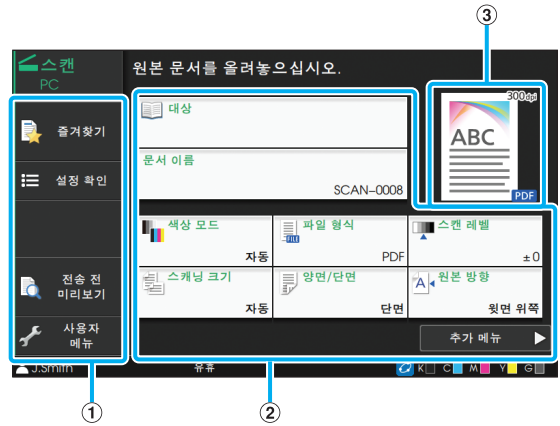 ③
스캔
PC
원본 문서를 올려놓으십시오.
즐겨찾기
설정 확인
전송 전
미리보기
사용자
메뉴
대상
문서 이름
SCAN-0008
300dpi
ABC
PDF
색상 모드
자동
파일 형식
FILE
PDF
스캔 레벨
±0
스캐닝 크기
자동
양면/단면
단면
A
원본 방향
윗면 위쪽
추가 메뉴
J.Smith
유휴
K C M Y G
①
②